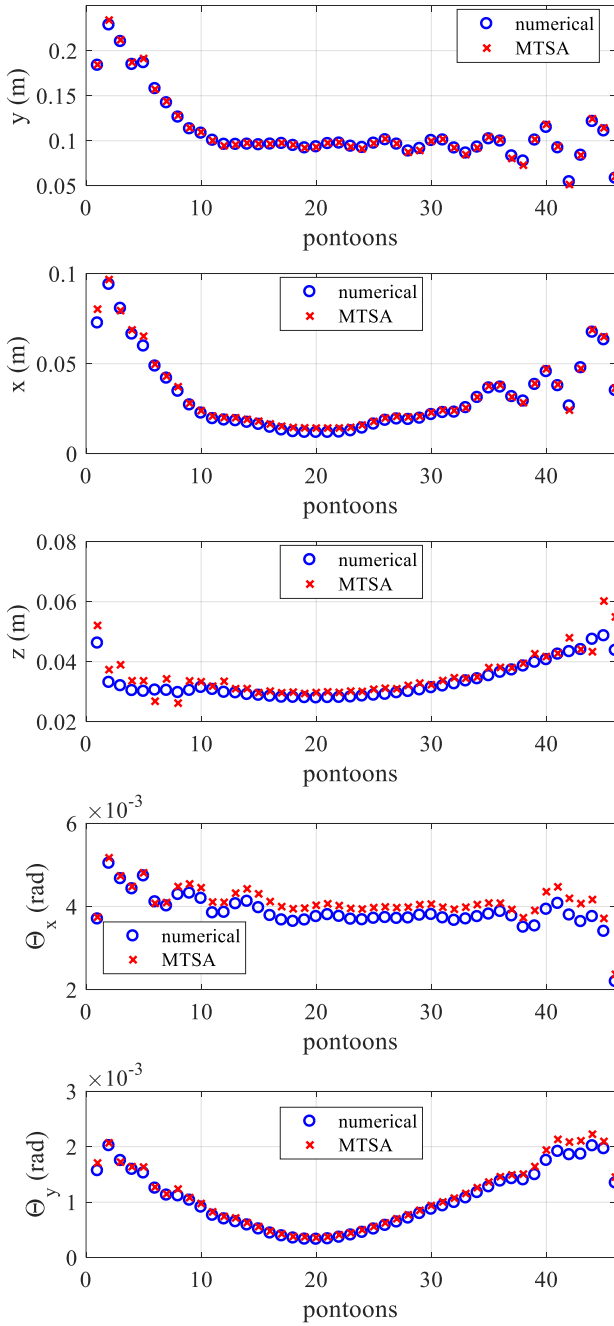 y (m)
0.2
0.15
0.1
0.05
numerical
MTSA
0 10 20 30 40
pontoons
x (m)
0.1
0.05
0
numerical
MTSA
0 10 20 30 40
pontoons
z (m)
0.08
0.06
0.04
0.02
numerical
MTSA
0 10 20 30 40
pontoons
×10⁻³
Θx (rad)
6
4
2
numerical
MTSA
0 10 20 30 40
pontoons
×10⁻³
Θy (rad)
3
2
1
0
numerical
MTSA
0 10 20 30 40
pontoons